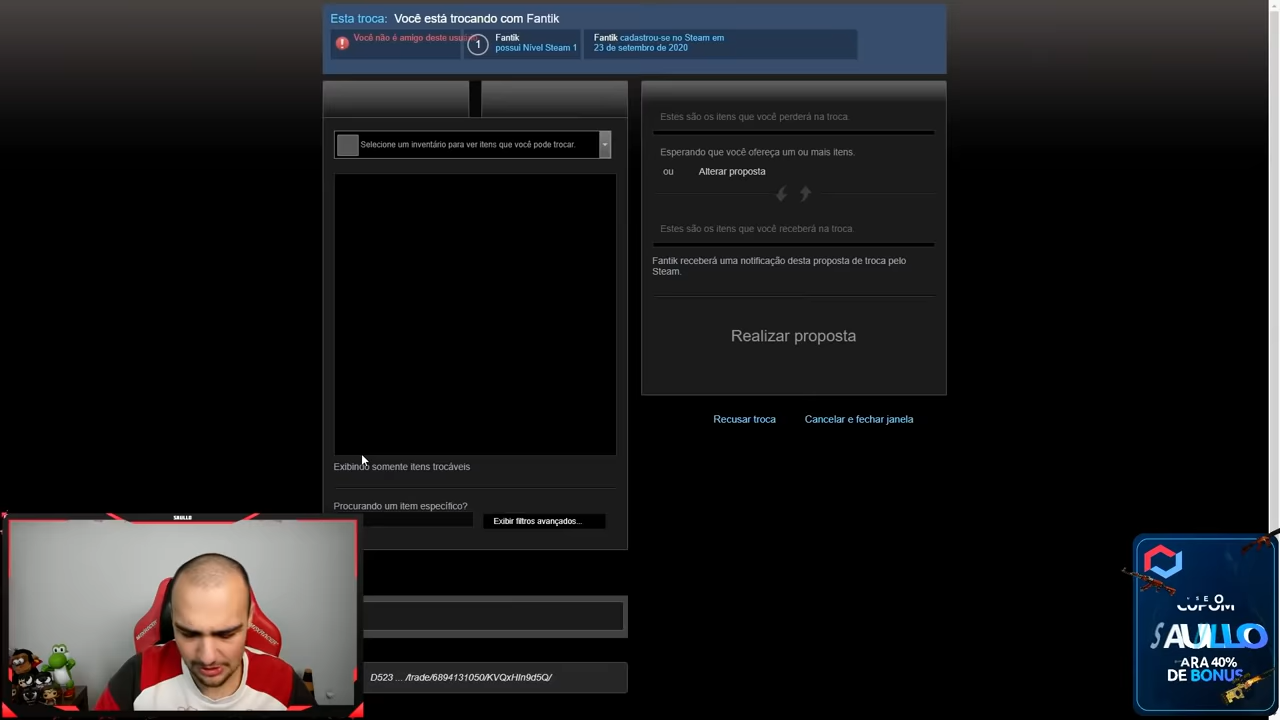 Esta troca: Você está trocando com Fantik
Você não é amigo deste usuário
1
Fantik
possui Nível Steam 1
Fantik cadastrou-se no Steam em
23 de setembro de 2020
Selecione um inventário para ver itens que você pode trocar.
Exibindo somente itens trocáveis
Procurando um item específico?
Exibir filtros avançados...
D523 ... /trade/6894131050/KVQxHIn9d5Q/
Estes são os itens que você perderá na troca.
Esperando que você ofereça um ou mais itens.
ou Alterar proposta
Estes são os itens que você receberá na troca.
Fantik receberá uma notificação desta proposta de troca pelo
Steam.
Realizar proposta
Recusar troca Cancelar e fechar janela
SAULLO
CUPOM
SAULLO
ARA 40%
DE BONUS